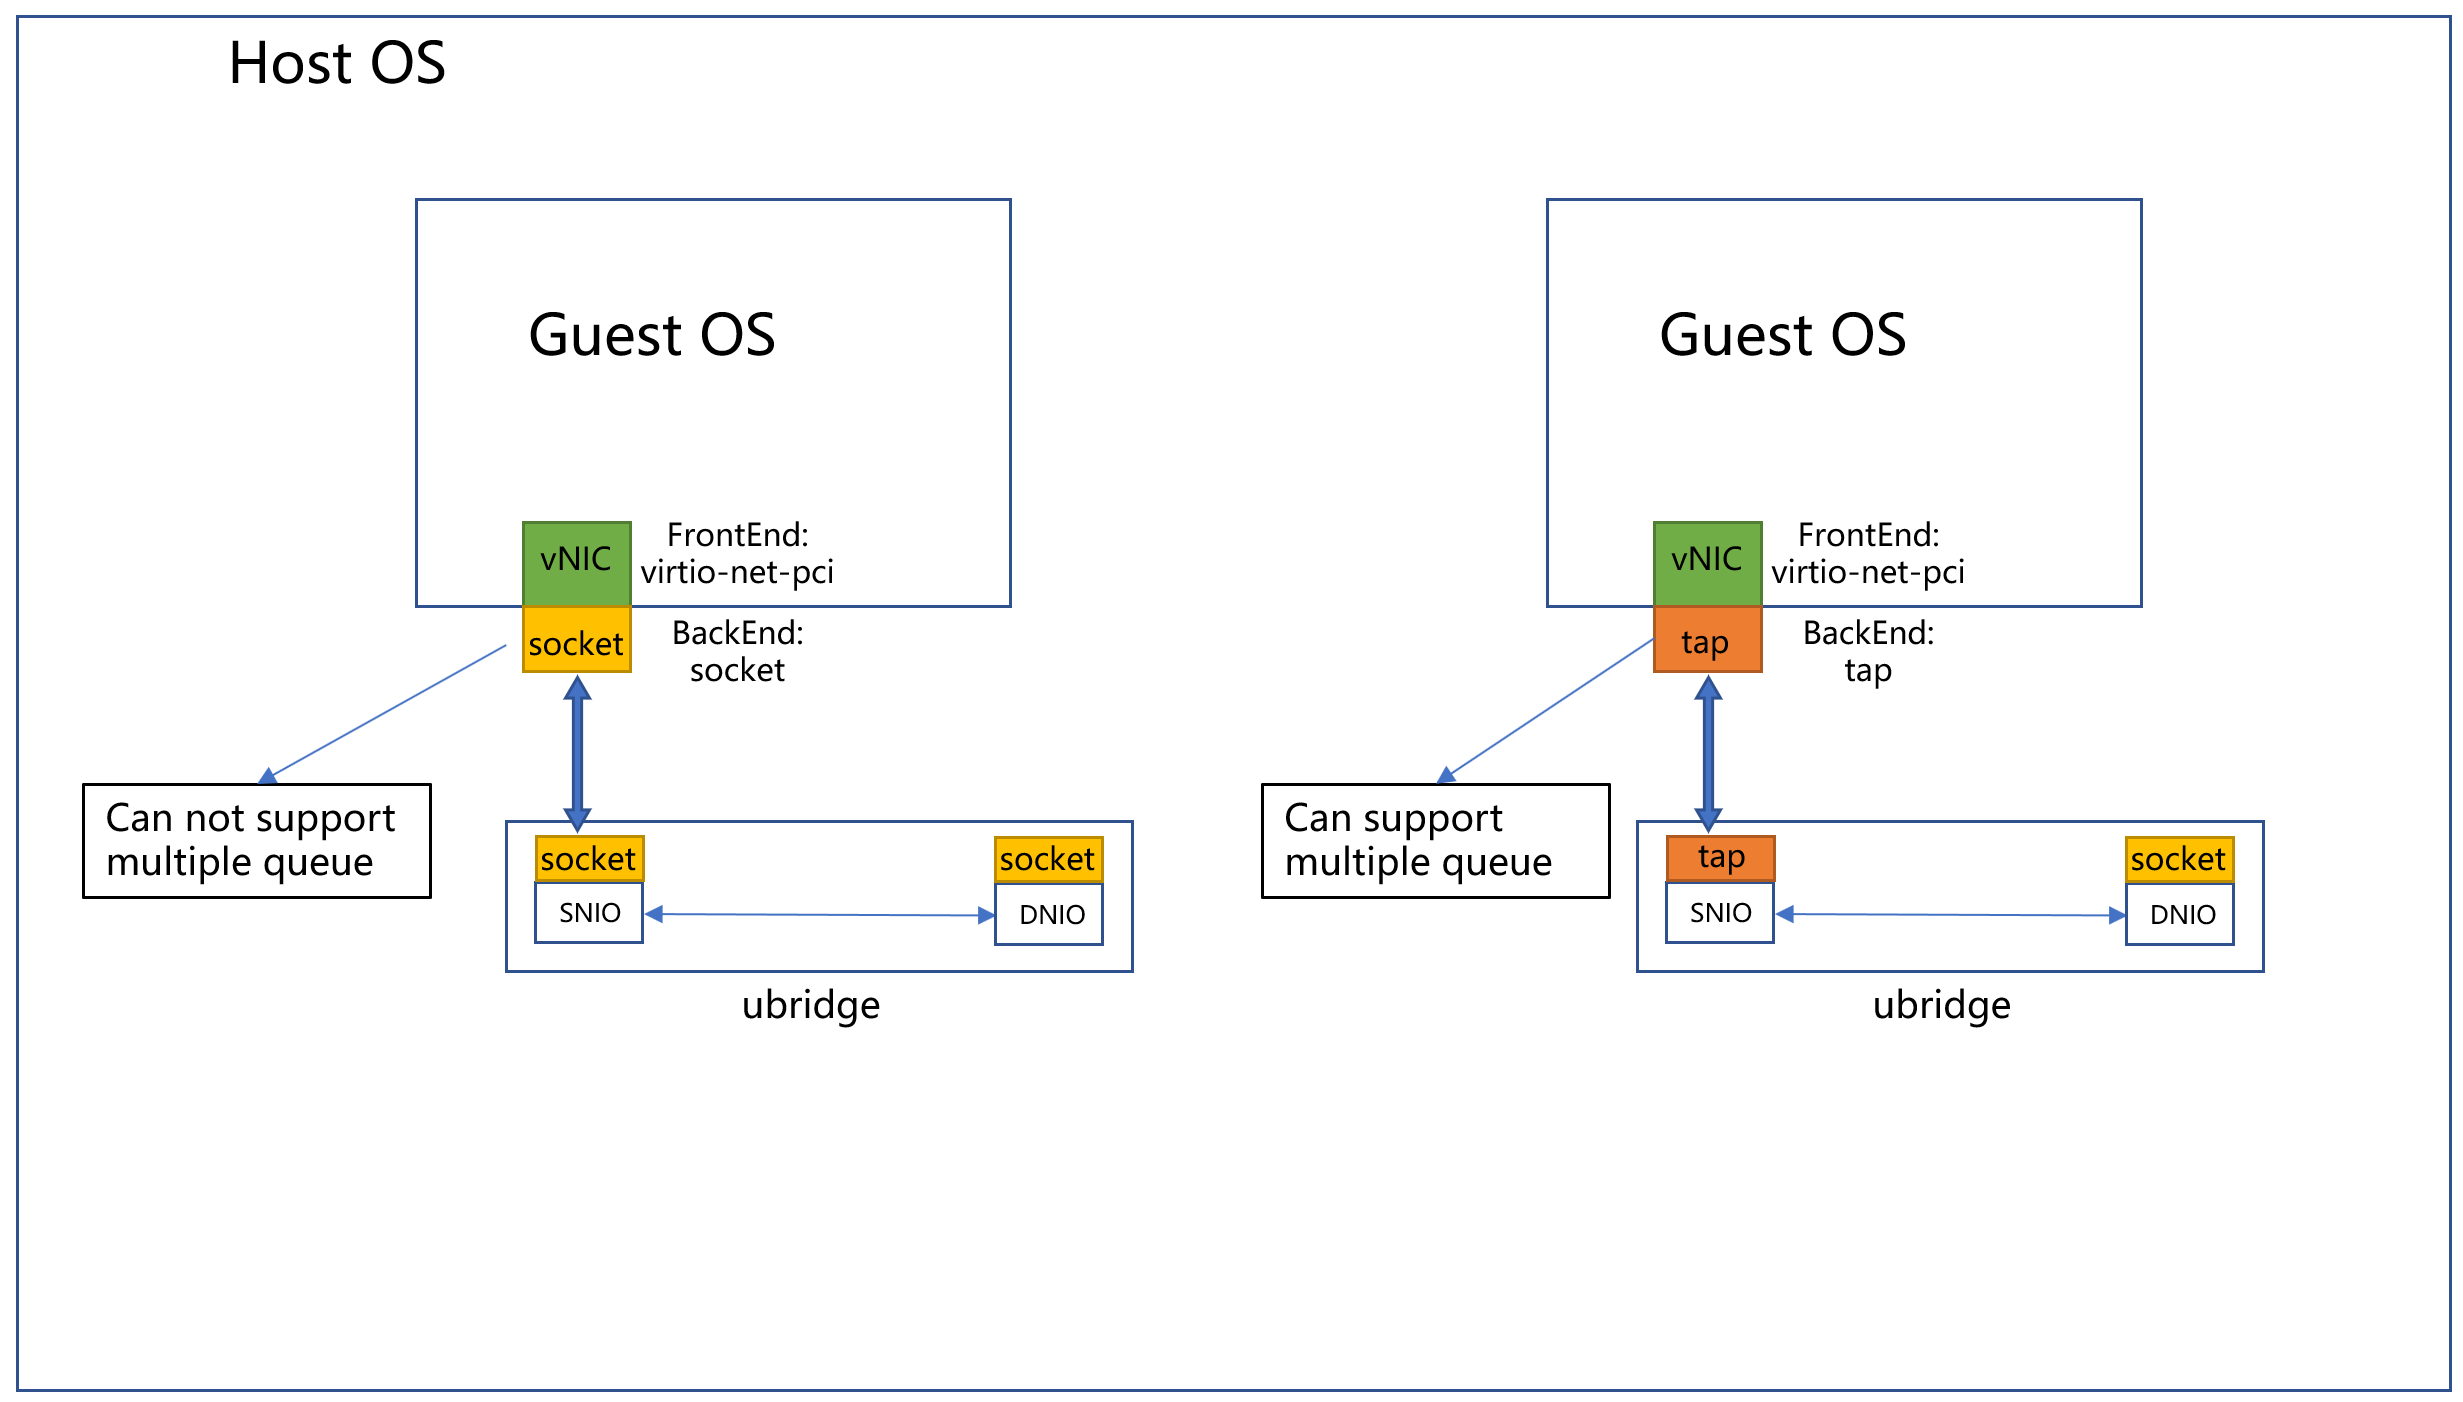 Host OS
Guest OS
vNIC
FrontEnd:
virtio-net-pci
socket
BackEnd:
socket
Can not support
multiple queue
socket
SNIO
socket
DNIO
ubridge
Guest OS
vNIC
FrontEnd:
virtio-net-pci
tap
BackEnd:
tap
Can support
multiple queue
tap
SNIO
socket
DNIO
ubridge